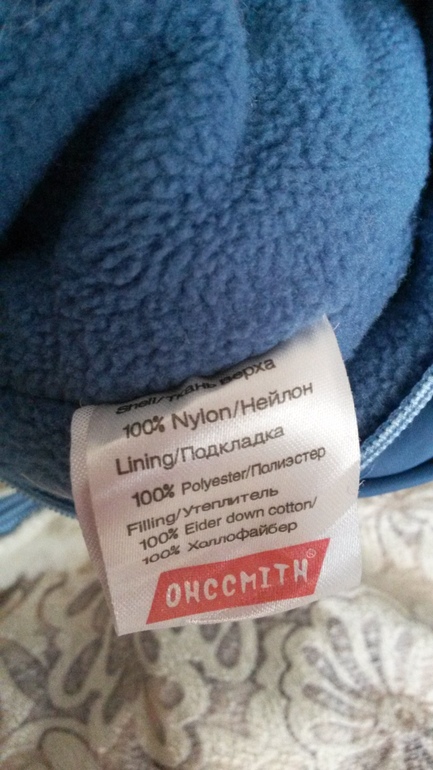 Shell/Ткань верха
100% Nylon/Нейлон
Lining/Подкладка
100% Polyester/Полиэстер
Filling/Утеплитель
100% Eider down cotton/
100% Холлофайбер
OHCCMITH®